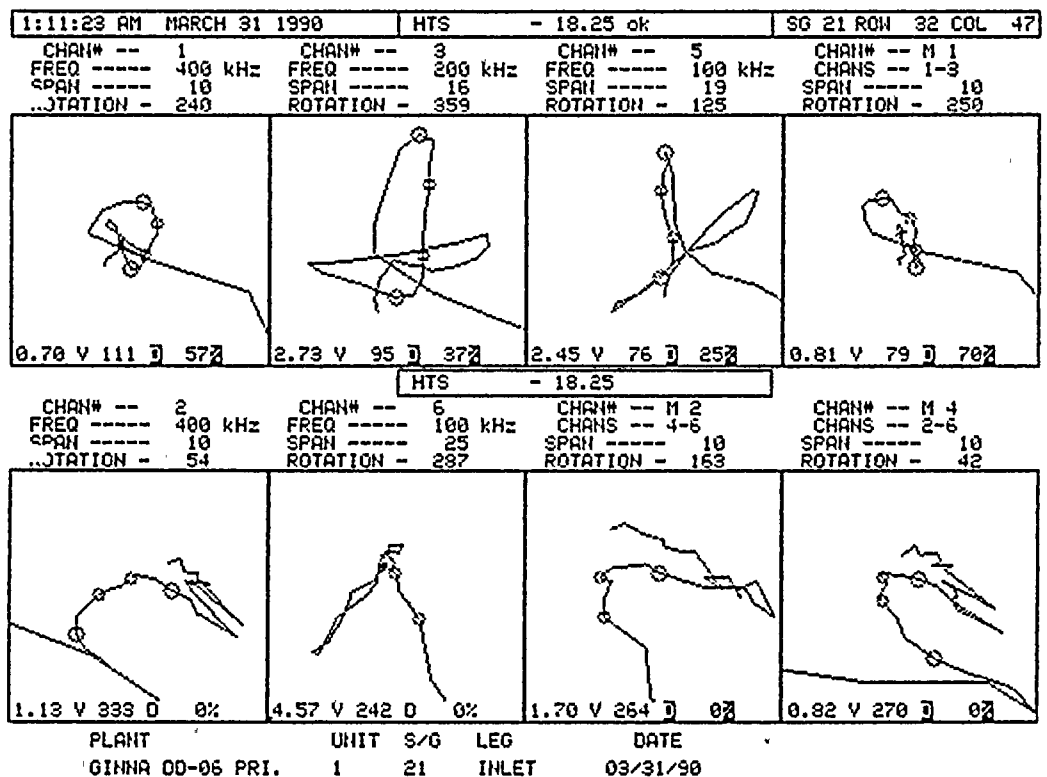 1:11:23 AM MARCH 31 1990 HTS - 18.25 ok SG 21 ROW 32 COL 47
CHAN# -- 1 CHAN# -- 3 CHAN# -- 5 CHAN# -- M 1
FREQ ----- 400 kHz FREQ ----- 200 kHz FREQ ----- 100 kHz CHANS -- 1-3
SPAN ----- 10 SPAN ----- 16 SPAN ----- 19 SPAN ----- 10
..OTATION - 240 ROTATION - 359 ROTATION - 125 ROTATION - 250
0.70 V 111 D 57% 2.73 V 95 D 37% 2.45 V 76 D 25% 0.81 V 79 D 70%
HTS - 18.25
CHAN# -- 2 CHAN# -- 6 CHAN# -- M 2 CHAN# -- M 4
FREQ ----- 400 kHz FREQ ----- 100 kHz CHANS -- 4-6 CHANS -- 2-6
SPAN ----- 10 SPAN ----- 25 SPAN ----- 10 SPAN ----- 10
..OTATION - 54 ROTATION - 287 ROTATION - 163 ROTATION - 42
1.13 V 333 D 0% 4.57 V 242 D 0% 1.70 V 264 D 0% 0.82 V 270 D 0%
PLANT UNIT S/G LEG DATE
GINNA OD-06 PRI. 1 21 INLET 03/31/90